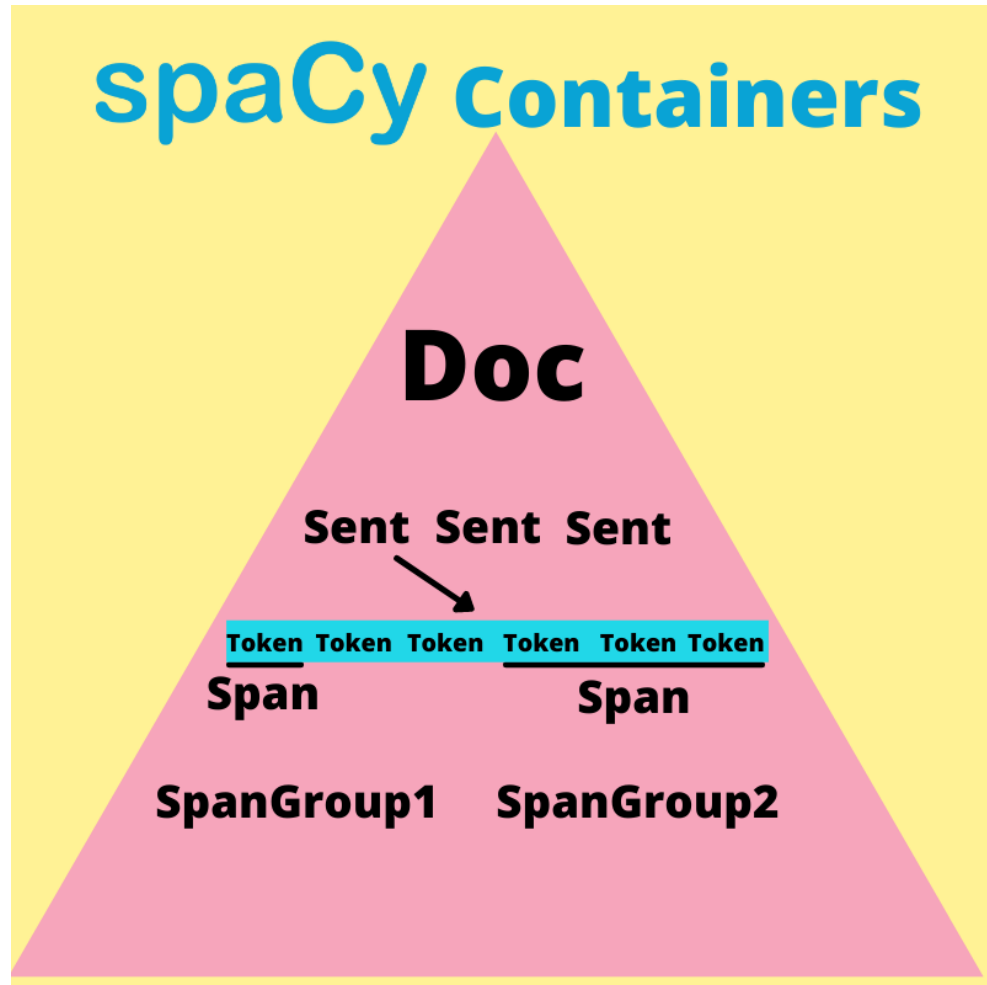 spaCy Containers
Doc
Sent Sent Sent
Token Token Token Token Token Token
Span Span
SpanGroup1 SpanGroup2